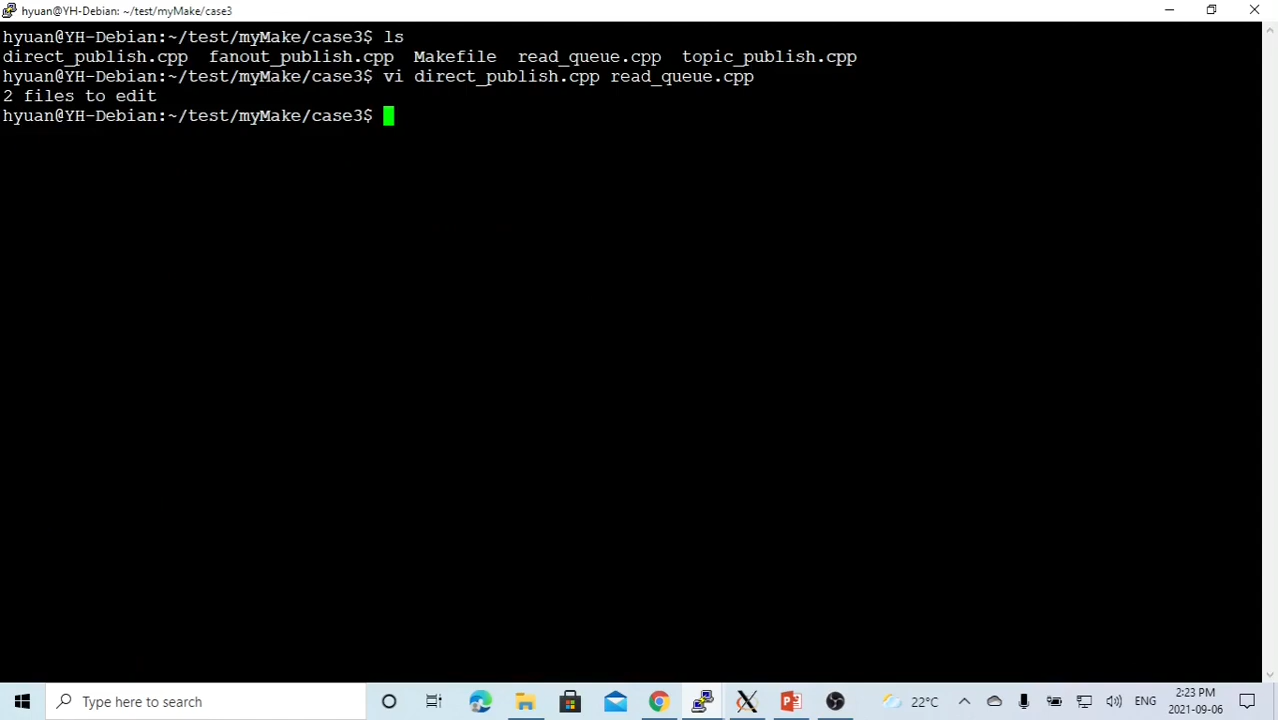 hyuan@YH-Debian: ~/test/myMake/case3
hyuan@YH-Debian:~/test/myMake/case3$ ls
direct_publish.cpp  fanout_publish.cpp  Makefile  read_queue.cpp  topic_publish.cpp
hyuan@YH-Debian:~/test/myMake/case3$ vi direct_publish.cpp read_queue.cpp
2 files to edit
hyuan@YH-Debian:~/test/myMake/case3$
Type here to search
22°C
ENG
2:23 PM
2021-09-06